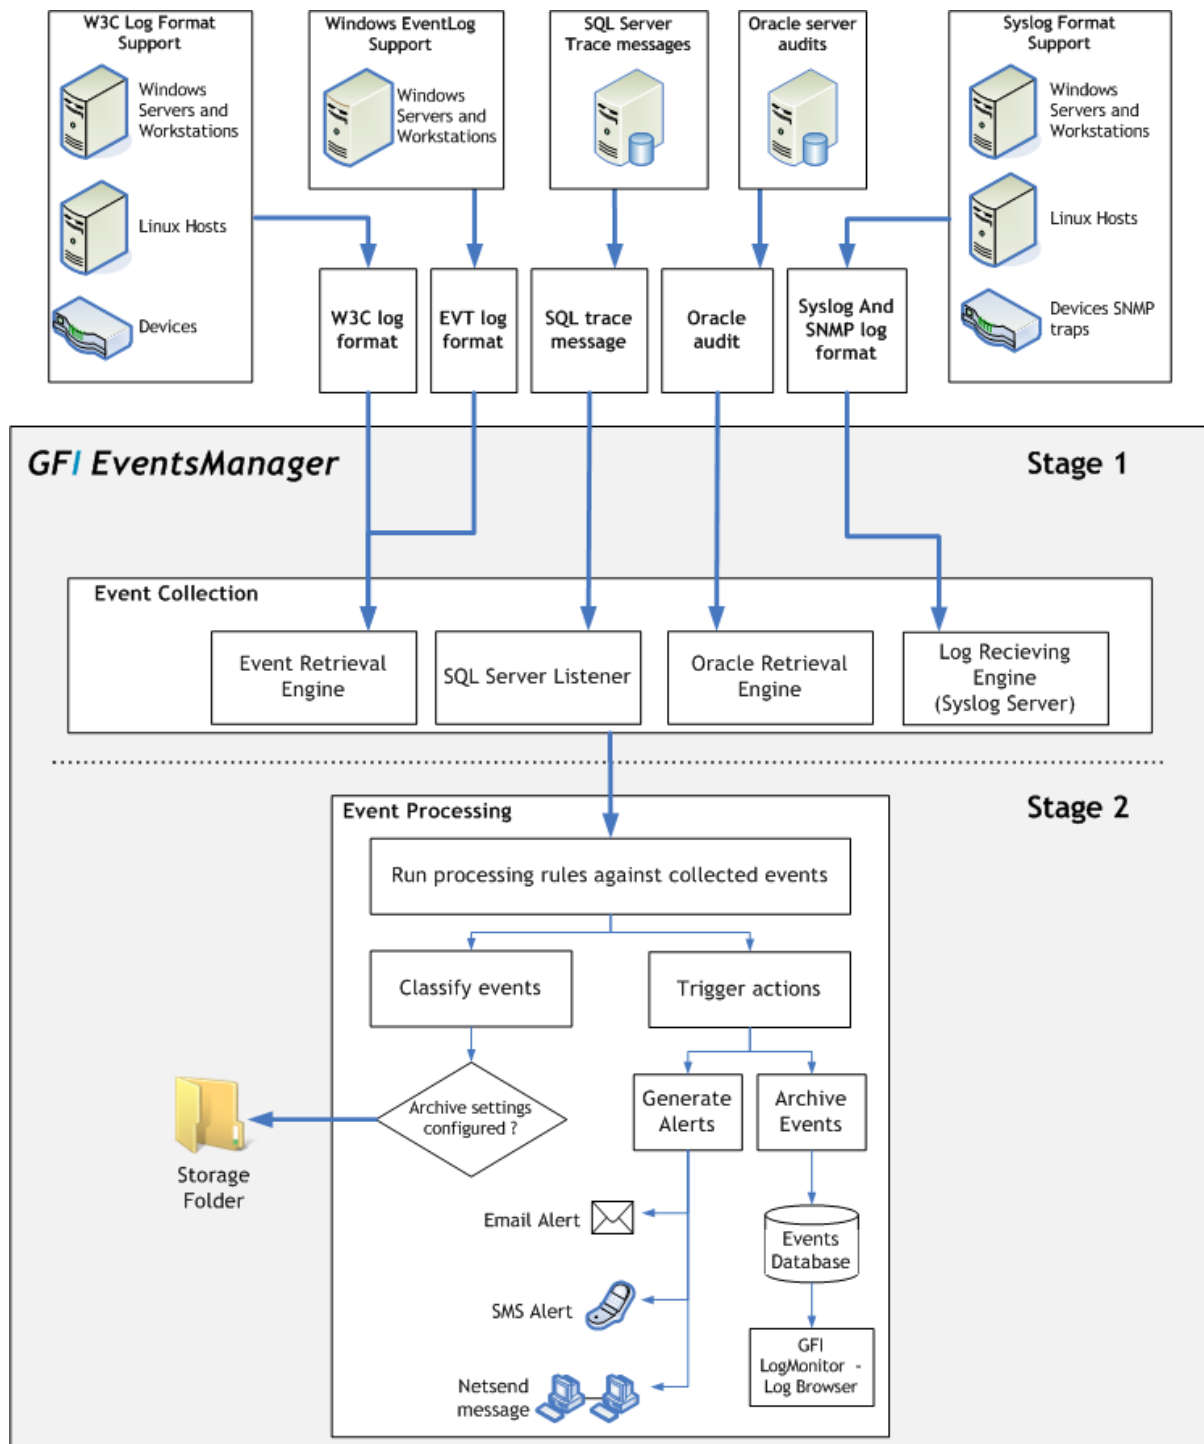 W3C Log Format
Support
Windows
Servers and
Workstations
Linux Hosts
Devices
Windows EventLog
Support
Windows
Servers and
Workstations
SQL Server
Trace messages
Oracle server
audits
Syslog Format
Support
Windows
Servers and
Workstations
Linux Hosts
Devices SNMP
traps
W3C log
format
EVT log
format
SQL trace
message
Oracle
audit
Syslog And
SNMP log
format
GFI EventsManager
Stage 1
Event Collection
Event Retrieval
Engine
SQL Server Listener
Oracle Retrieval
Engine
Log Recieving
Engine
(Syslog Server)
Stage 2
Event Processing
Run processing rules against collected events
Classify events
Trigger actions
Archive settings
configured ?
Storage
Folder
Generate
Alerts
Archive
Events
Email Alert
SMS Alert
Netsend
message
Events
Database
GFI
LogMonitor -
Log Browser